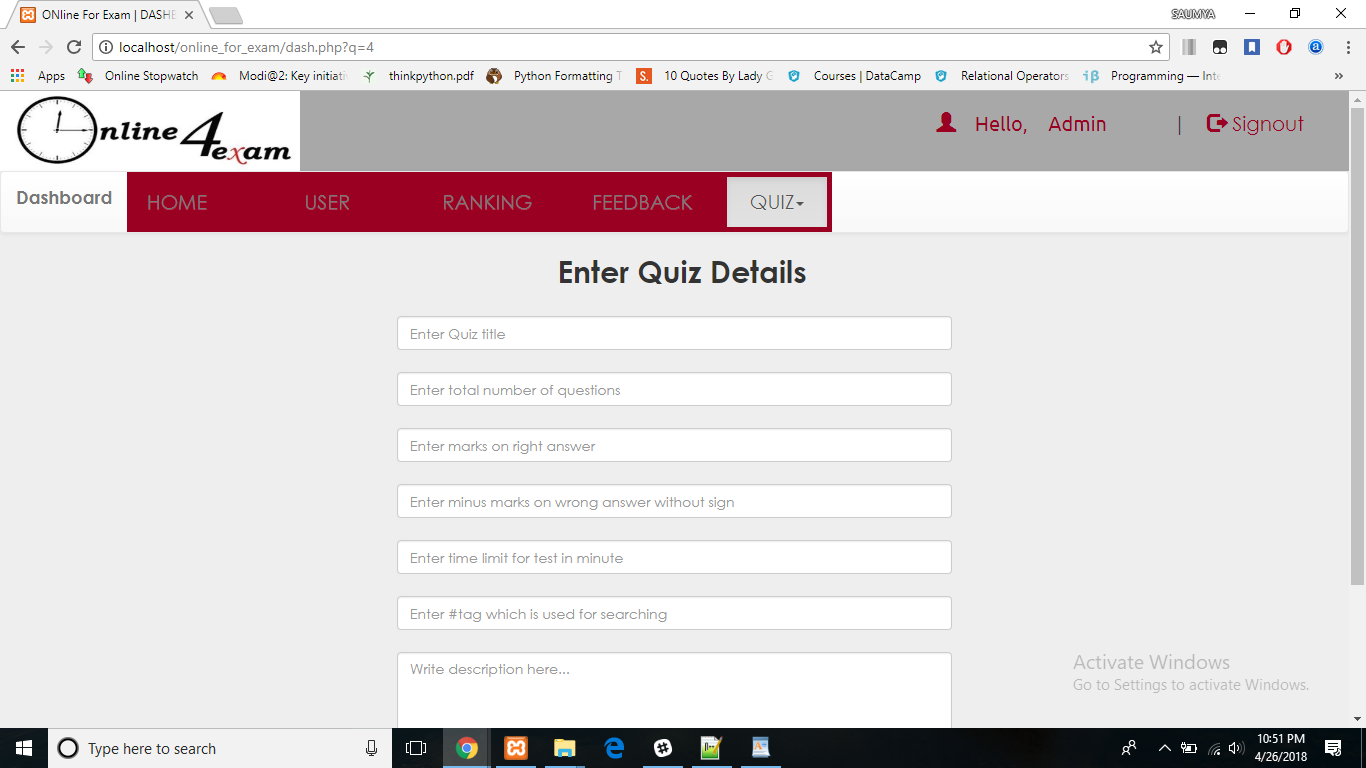 ONline For Exam | DASHB
SAUMYA
localhost/online_for_exam/dash.php?q=4
Apps Online Stopwatch Modi@2: Key initiati thinkpython.pdf Python Formatting T S. 10 Quotes By Lady G Courses | DataCamp Relational Operators iβ Programming — Inte »
Online4exam
Hello, Admin | Signout
Dashboard HOME USER RANKING FEEDBACK QUIZ
Enter Quiz Details
Enter Quiz title
Enter total number of questions
Enter marks on right answer
Enter minus marks on wrong answer without sign
Enter time limit for test in minute
Enter #tag which is used for searching
Write description here...
Activate Windows
Go to Settings to activate Windows.
Type here to search
10:51 PM
4/26/2018